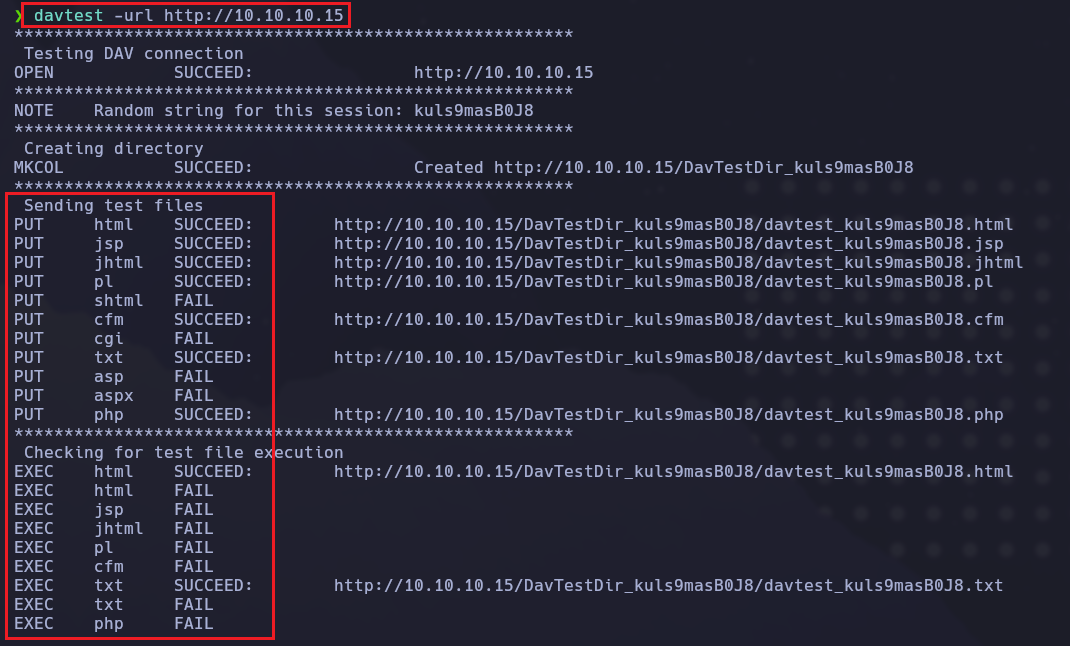 ❯ davtest -url http://10.10.10.15
********************************************************
 Testing DAV connection
OPEN            SUCCEED:                http://10.10.10.15
********************************************************
NOTE    Random string for this session: kuls9masB0J8
********************************************************
 Creating directory
MKCOL           SUCCEED:                Created http://10.10.10.15/DavTestDir_kuls9masB0J8
********************************************************
 Sending test files
PUT     html    SUCCEED:        http://10.10.10.15/DavTestDir_kuls9masB0J8/davtest_kuls9masB0J8.html
PUT     jsp     SUCCEED:        http://10.10.10.15/DavTestDir_kuls9masB0J8/davtest_kuls9masB0J8.jsp
PUT     jhtml   SUCCEED:        http://10.10.10.15/DavTestDir_kuls9masB0J8/davtest_kuls9masB0J8.jhtml
PUT     pl      SUCCEED:        http://10.10.10.15/DavTestDir_kuls9masB0J8/davtest_kuls9masB0J8.pl
PUT     shtml   FAIL
PUT     cfm     SUCCEED:        http://10.10.10.15/DavTestDir_kuls9masB0J8/davtest_kuls9masB0J8.cfm
PUT     cgi     FAIL
PUT     txt     SUCCEED:        http://10.10.10.15/DavTestDir_kuls9masB0J8/davtest_kuls9masB0J8.txt
PUT     asp     FAIL
PUT     aspx    FAIL
PUT     php     SUCCEED:        http://10.10.10.15/DavTestDir_kuls9masB0J8/davtest_kuls9masB0J8.php
********************************************************
 Checking for test file execution
EXEC    html    SUCCEED:        http://10.10.10.15/DavTestDir_kuls9masB0J8/davtest_kuls9masB0J8.html
EXEC    html    FAIL
EXEC    jsp     FAIL
EXEC    jhtml   FAIL
EXEC    pl      FAIL
EXEC    cfm     FAIL
EXEC    txt     SUCCEED:        http://10.10.10.15/DavTestDir_kuls9masB0J8/davtest_kuls9masB0J8.txt
EXEC    txt     FAIL
EXEC    php     FAIL